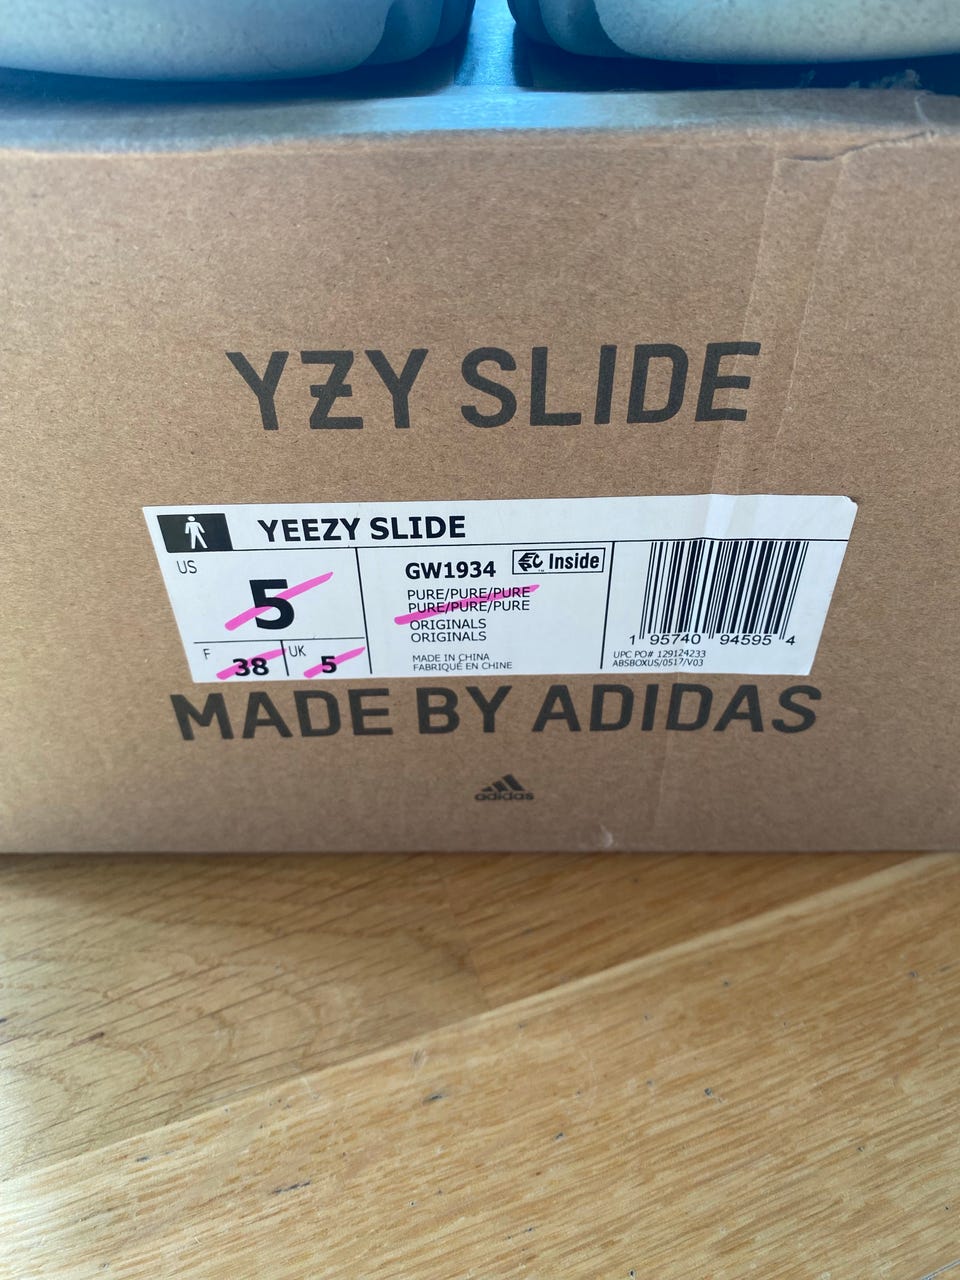 YZY SLIDE
YEEZY SLIDE
US
5
F
38
UK
5
GW1934
EC Inside
™
PURE/PURE/PURE
PURE/PURE/PURE
ORIGINALS
ORIGINALS
MADE IN CHINA
FABRIQUÉ EN CHINE
1 95740 94595 4
UPC PO# 129124233
ABSBOXUS/0517/V03
MADE BY ADIDAS
adidas